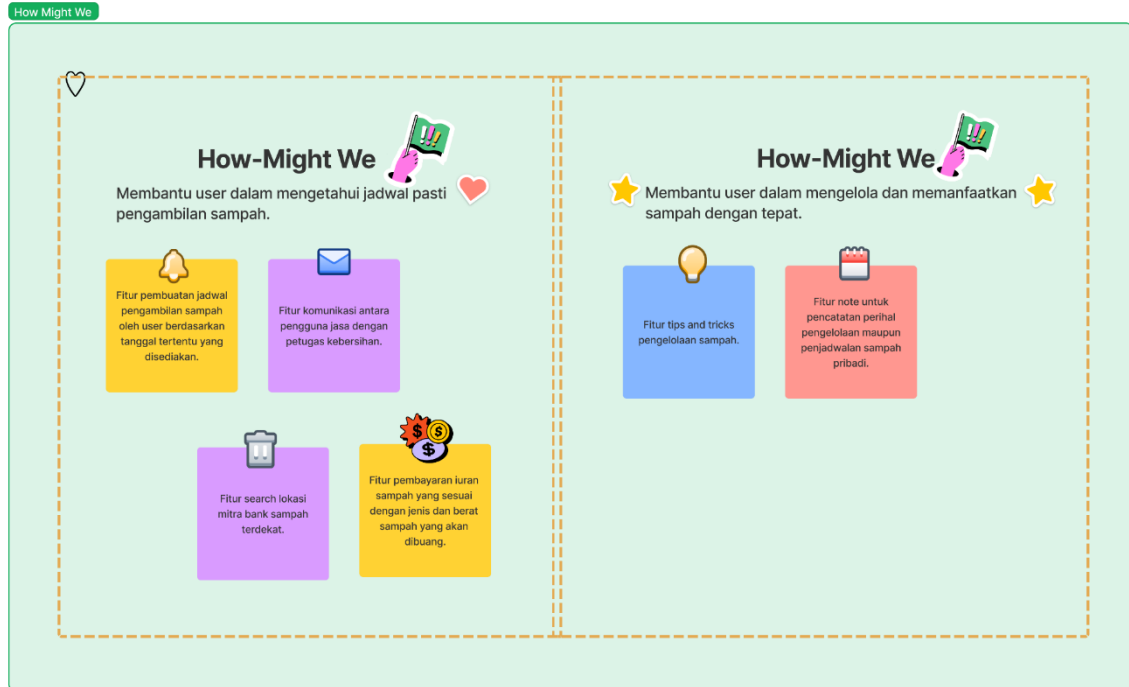 How Might We
How-Might We
Membantu user dalam mengetahui jadwal pasti
pengambilan sampah.
Fitur pembuatan jadwal
pengambilan sampah
oleh user berdasarkan
tanggal tertentu yang
disediakan.
Fitur komunikasi antara
pengguna jasa dengan
petugas kebersihan.
Fitur search lokasi
mitra bank sampah
terdekat.
$ $
$
Fitur pembayaran iuran
sampah yang sesuai
dengan jenis dan berat
sampah yang akan
dibuang.
How-Might We
Membantu user dalam mengelola dan memanfaatkan
sampah dengan tepat.
Fitur tips and tricks
pengelolaan sampah.
Fitur note untuk
pencatatan perihal
pengelolaan maupun
penjadwalan sampah
pribadi.